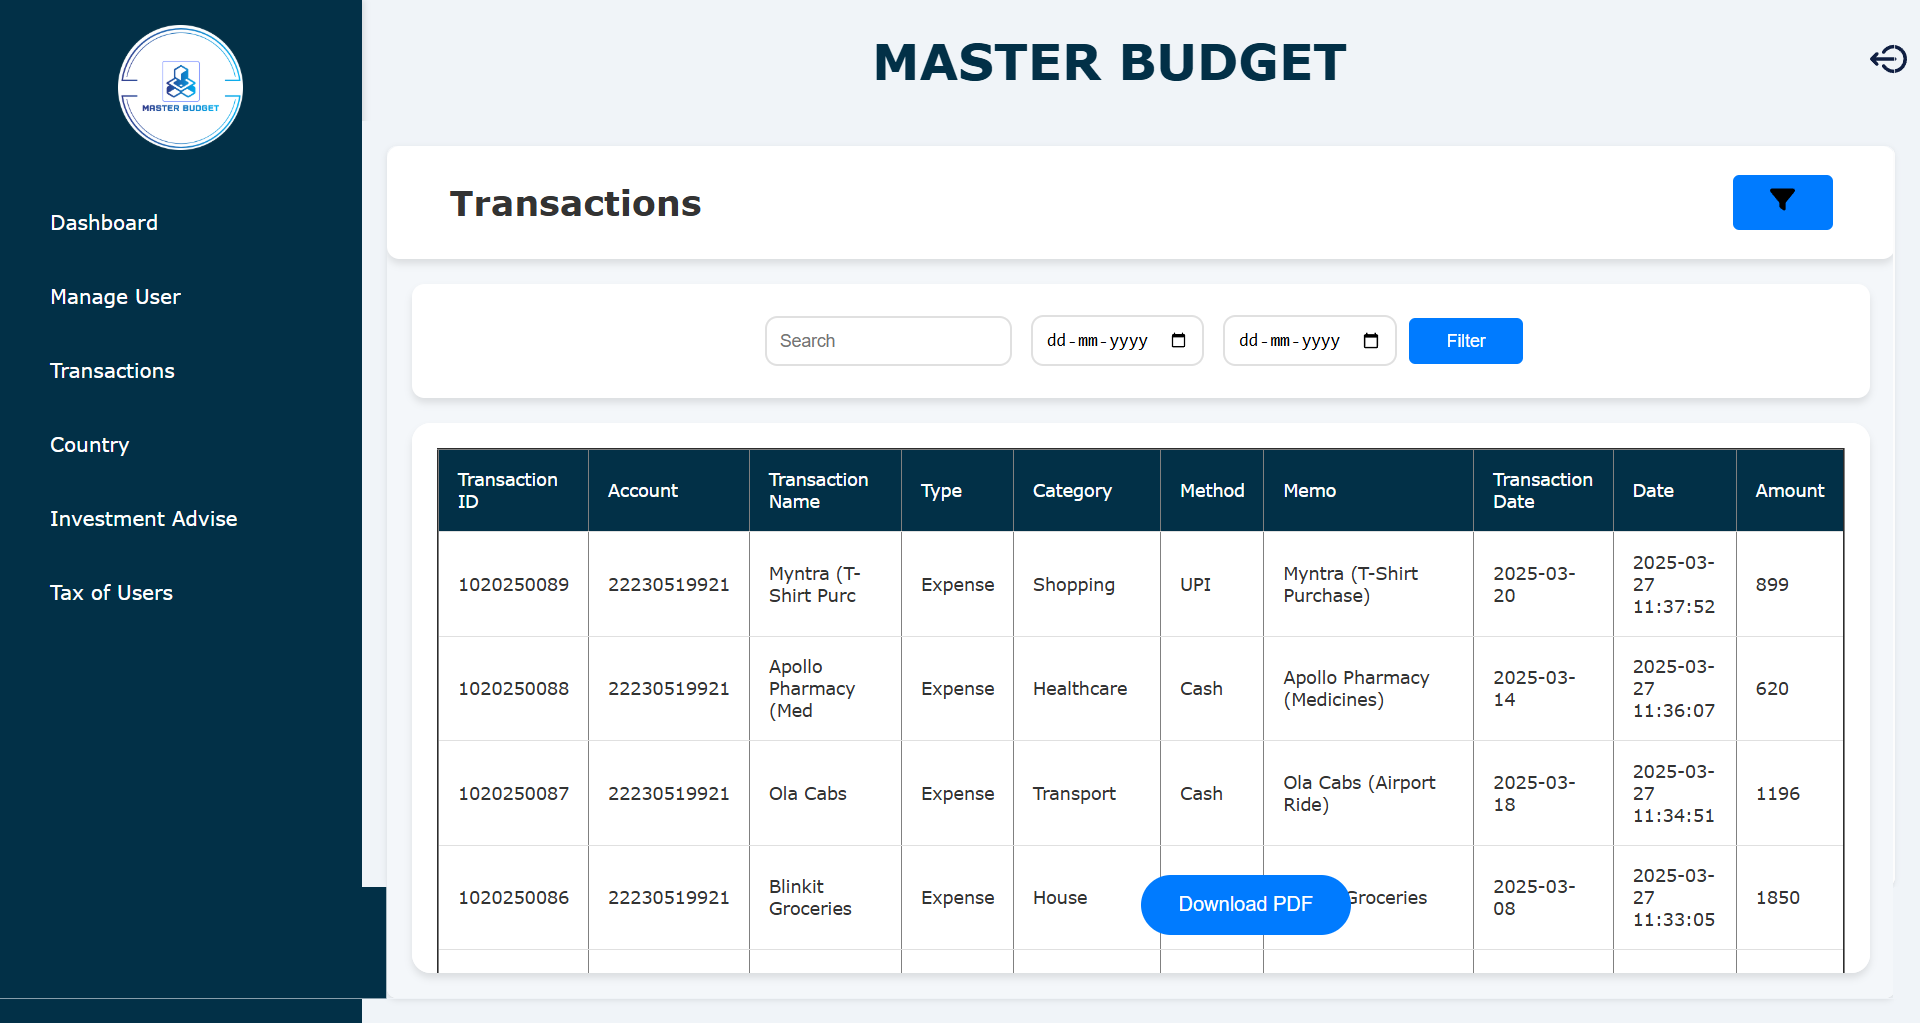 MASTER BUDGET
MASTER BUDGET
Dashboard
Manage User
Transactions
Country
Investment Advise
Tax of Users
Transactions
Search
dd-mm-yyyy
dd-mm-yyyy
Filter
Transaction
ID
Account
Transaction
Name
Type
Category
Method
Memo
Transaction
Date
Date
Amount
1020250089
22230519921
Myntra (T-
Shirt Purc
Expense
Shopping
UPI
Myntra (T-Shirt
Purchase)
2025-03-
20
2025-03-
27
11:37:52
899
1020250088
22230519921
Apollo
Pharmacy
(Med
Expense
Healthcare
Cash
Apollo Pharmacy
(Medicines)
2025-03-
14
2025-03-
27
11:36:07
620
1020250087
22230519921
Ola Cabs
Expense
Transport
Cash
Ola Cabs (Airport
Ride)
2025-03-
18
2025-03-
27
11:34:51
1196
1020250086
22230519921
Blinkit
Groceries
Expense
House
Groceries
2025-03-
08
2025-03-
27
11:33:05
1850
Download PDF